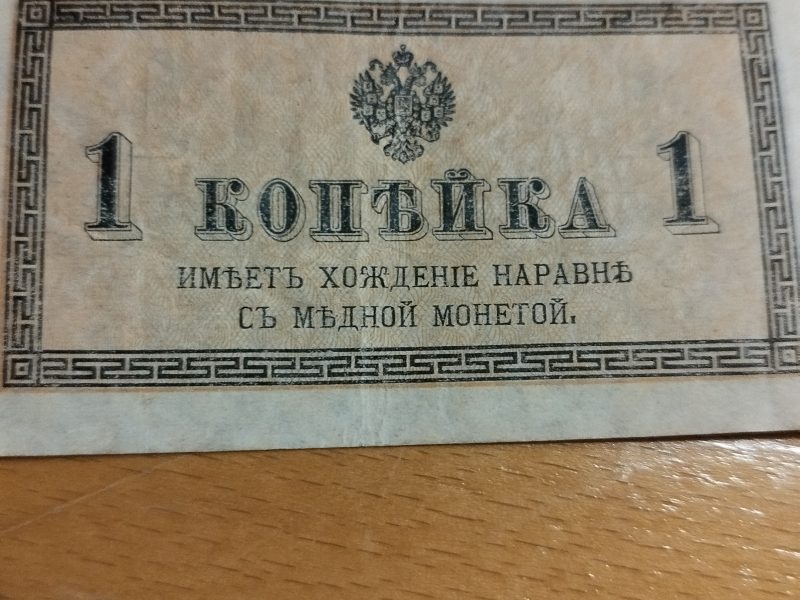 1 КОПѢЙКА 1
ИМѢЕТЪ ХОЖДЕНІЕ НАРАВНѢ
СЪ МѢДНОЙ МОНЕТОЙ.